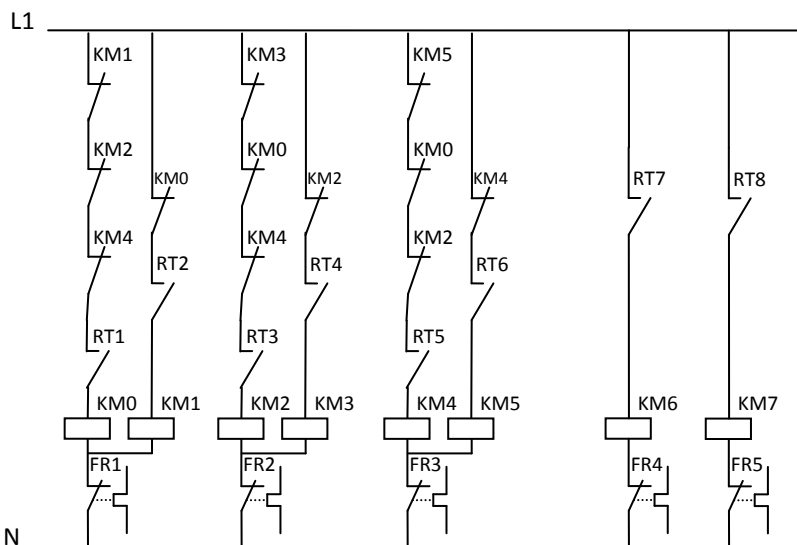 L1
KM1 KM3 KM5
KM2 KM0 KM0
KM0 KM2 KM4 RT7 RT8
KM4 KM4 KM2
RT2 RT4 RT6
RT1 RT3 RT5
KM0 KM1 KM2 KM3 KM4 KM5 KM6 KM7
FR1 FR2 FR3 FR4 FR5
N